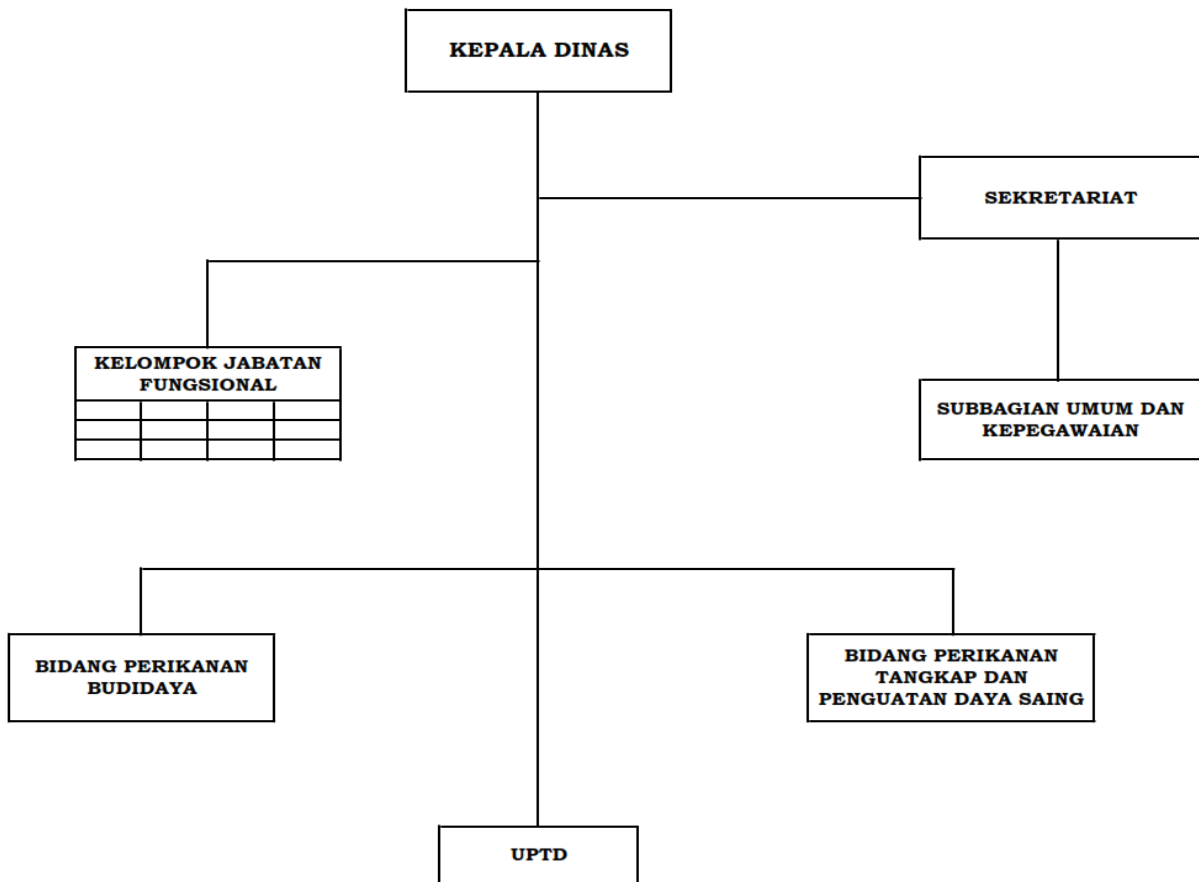 KEPALA DINAS
SEKRETARIAT
KELOMPOK JABATAN
FUNGSIONAL
SUBBAGIAN UMUM DAN
KEPEGAWAIAN
BIDANG PERIKANAN
BUDIDAYA
BIDANG PERIKANAN
TANGKAP DAN
PENGUATAN DAYA SAING
UPTD